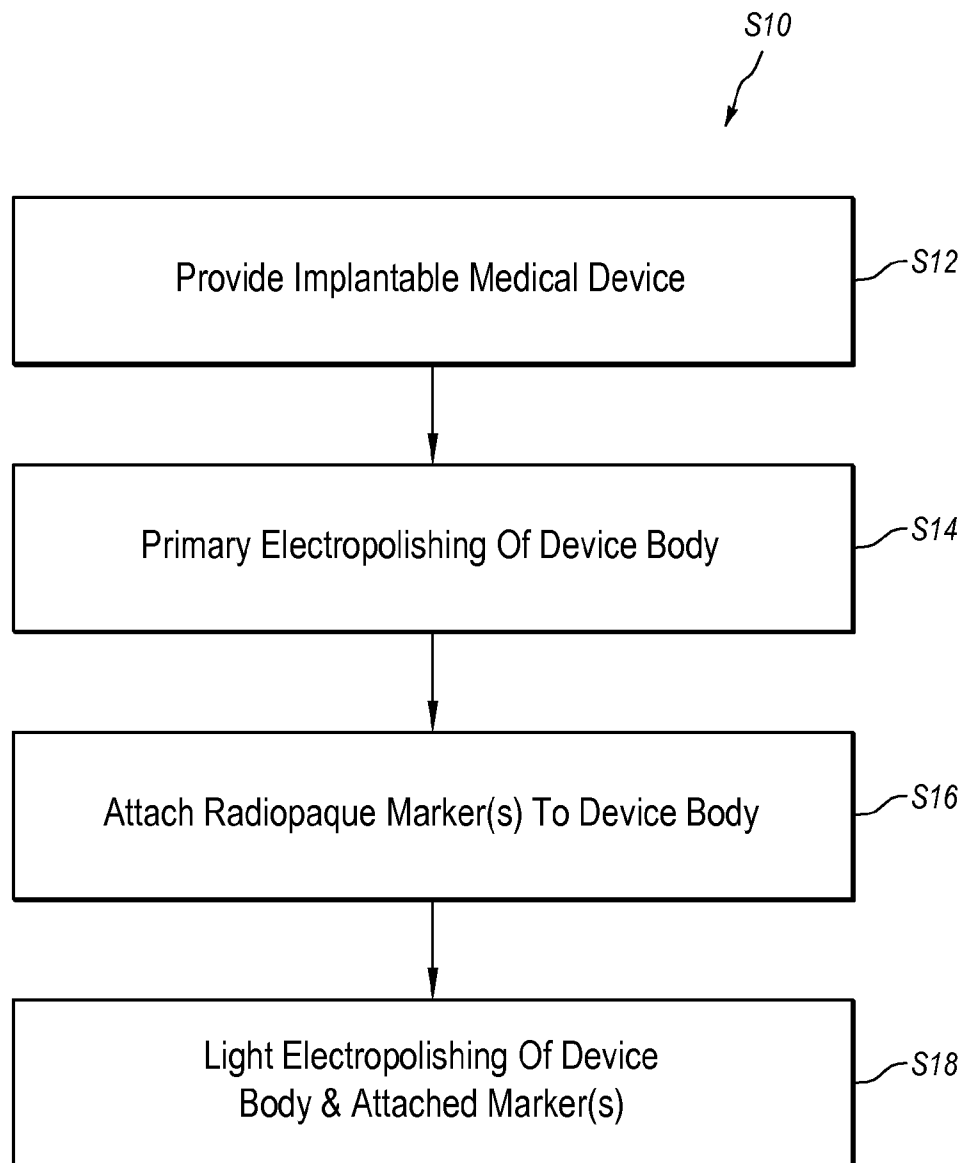 S10
Provide Implantable Medical Device
S12
Primary Electropolishing Of Device Body
S14
Attach Radiopaque Marker(s) To Device Body
S16
Light Electropolishing Of Device
Body & Attached Marker(s)
S18